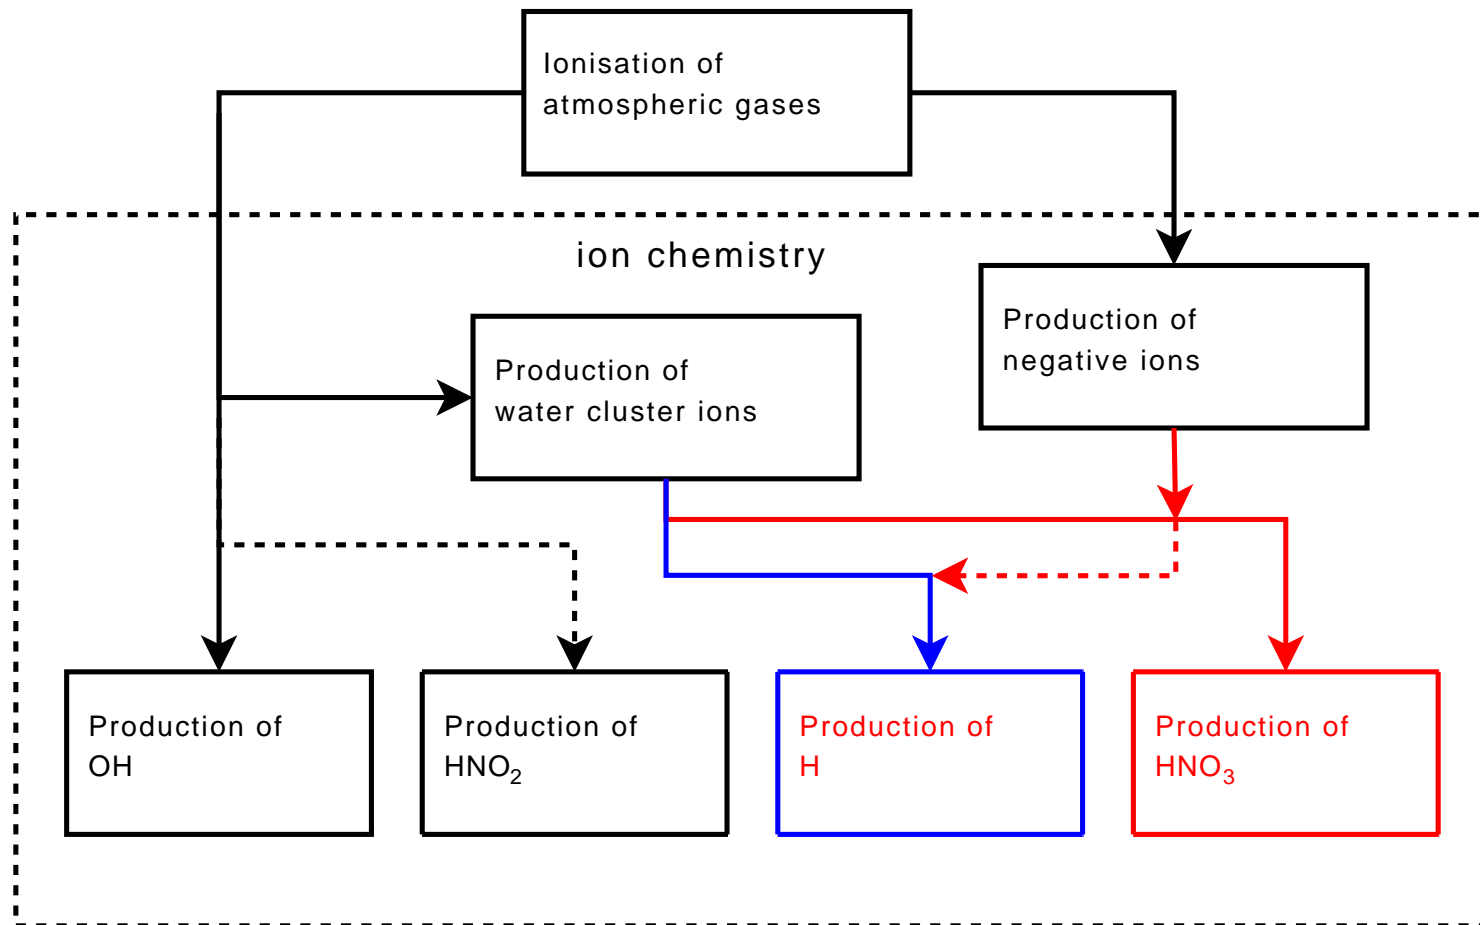 Ionisation of
atmospheric gases
ion chemistry
Production of
negative ions
Production of
water cluster ions
Production of
OH
Production of
HNO₂
Production of
H
Production of
HNO₃